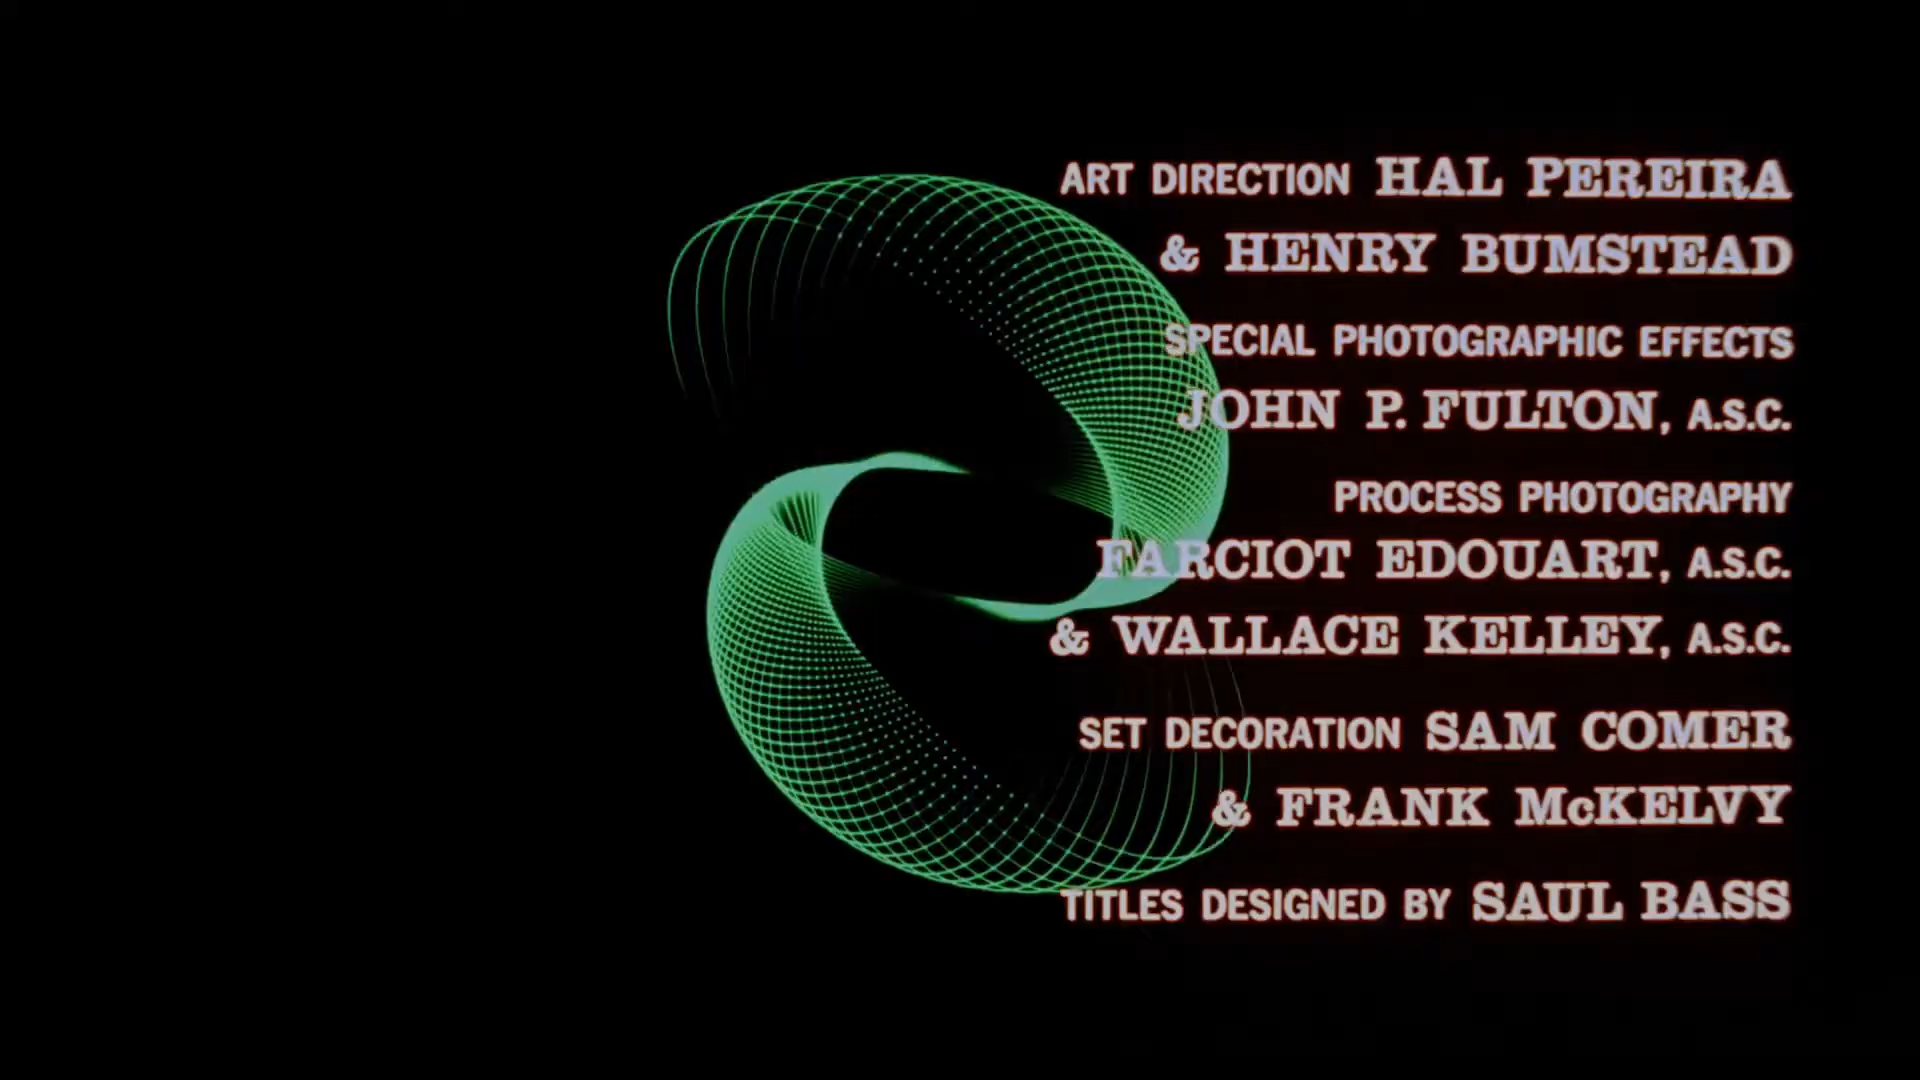 ART DIRECTION HAL PEREIRA
& HENRY BUMSTEAD
SPECIAL PHOTOGRAPHIC EFFECTS
JOHN P. FULTON, A.S.C.
PROCESS PHOTOGRAPHY
FARCIOT EDOUART, A.S.C.
& WALLACE KELLEY, A.S.C.
SET DECORATION SAM COMER
& FRANK McKELVY
TITLES DESIGNED BY SAUL BASS